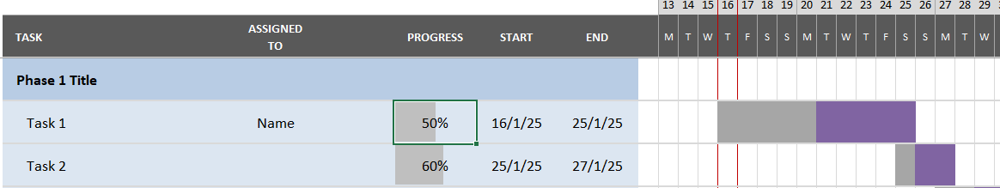 13 14 15 16 17 18 19 20 21 22 23 24 25 26 27 28 29
TASK ASSIGNED TO PROGRESS START END M T W T F S S M T W T F S S M T W
Phase 1 Title
Task 1 Name 50% 16/1/25 25/1/25
Task 2 60% 25/1/25 27/1/25